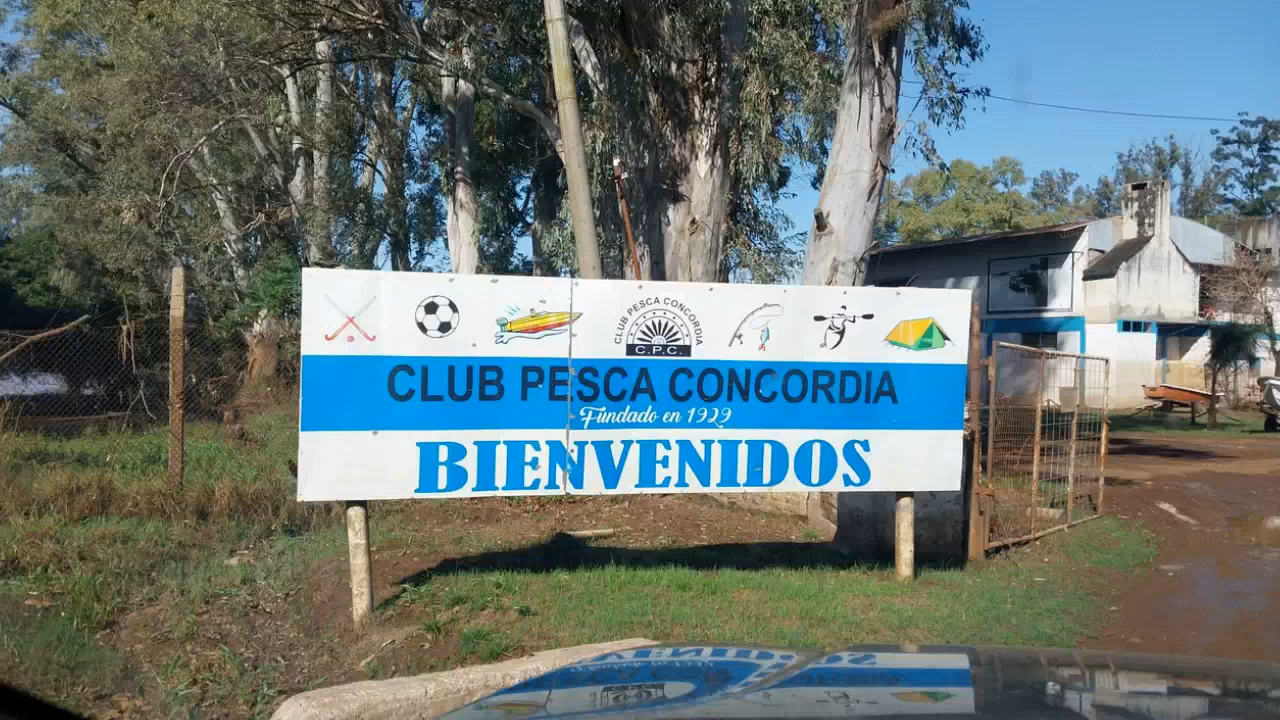 CLUB PESCA CONCORDIA
C.P.C.
CLUB PESCA CONCORDIA
Fundado en 1929
BIENVENIDOS